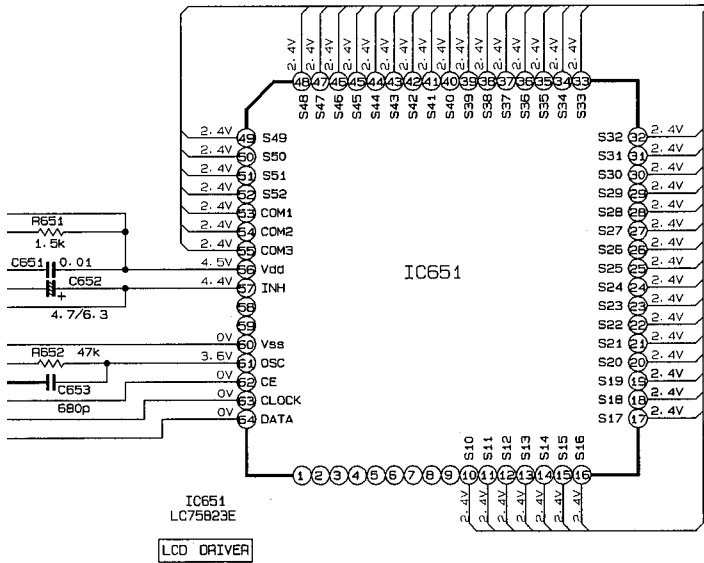 2.4V 2.4V 2.4V 2.4V 2.4V 2.4V 2.4V 2.4V 2.4V 2.4V 2.4V 2.4V 2.4V 2.4V 2.4V 2.4V
48 47 46 45 44 43 42 41 40 39 38 37 36 35 34 33
S48 S47 S46 S45 S44 S43 S42 S41 S40 S39 S38 S37 S36 S35 S34 S33
2.4V 49 S49
2.4V 50 S50
2.4V 51 S51
2.4V 52 S52
2.4V 53 COM1
2.4V 54 COM2
2.4V 55 COM3
4.5V 56 Vdd
4.4V 57 INH
58
59
0V 60 Vss
3.6V 61 OSC
0V 62 CE
0V 63 CLOCK
0V 64 DATA
R651
1.5k
C651 0.01
C652
+
4.7/6.3
R652 47k
C653
680p
IC651
S32 32 2.4V
S31 31 2.4V
S30 30 2.4V
S29 29 2.4V
S28 28 2.4V
S27 27 2.4V
S26 26 2.4V
S25 25 2.4V
S24 24 2.4V
S23 23 2.4V
S22 22 2.4V
S21 21 2.4V
S20 20 2.4V
S19 19 2.4V
S18 18 2.4V
S17 17 2.4V
S10 S11 S12 S13 S14 S15 S16
1 2 3 4 5 6 7 8 9 10 11 12 13 14 15 16
2.4V 2.4V 2.4V 2.4V 2.4V 2.4V 2.4V
IC651
LC75823E
LCD DRIVER